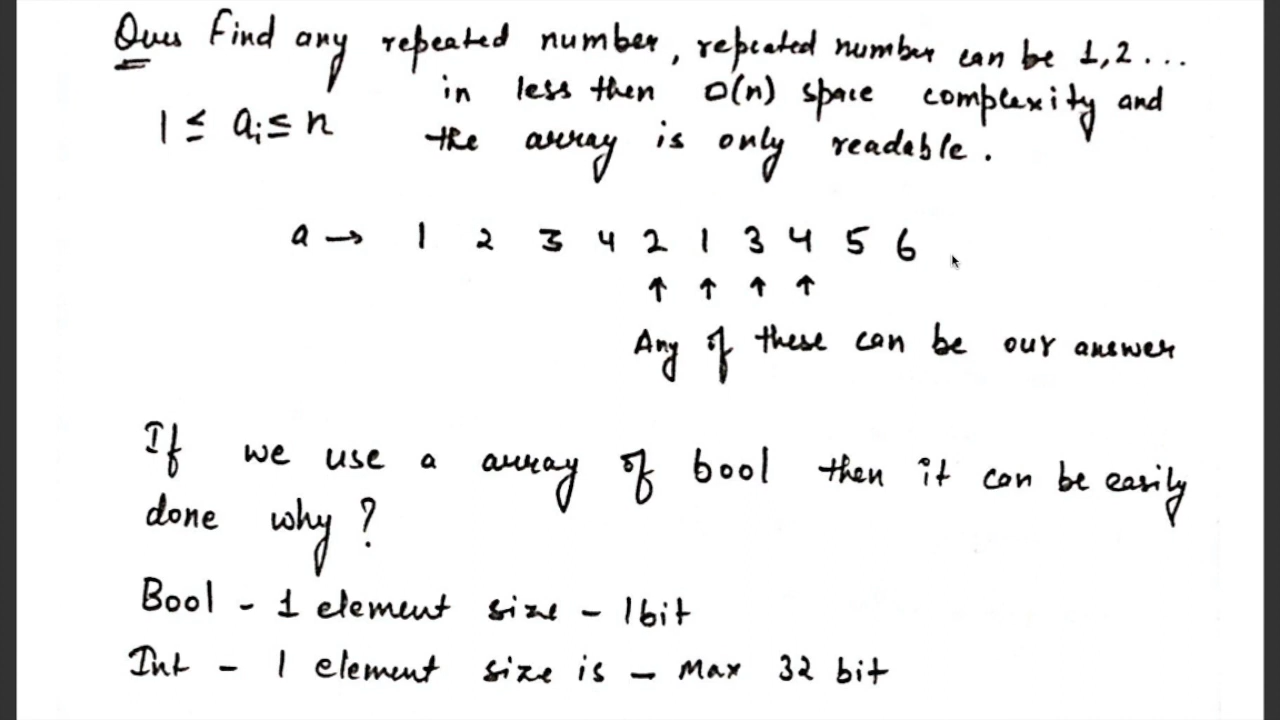 Ques Find any repeated number, repeated number can be 1,2...
in less then O(n) space complexity and
1 ≤ ai ≤ n the array is only readable.
a → 1 2 3 4 2 1 3 4 5 6
↑ ↑ ↑ ↑
Any of these can be our answer
If we use a array of bool then it can be easily
done why?
Bool - 1 element size - 1bit
Int - 1 element size is - Max 32 bit